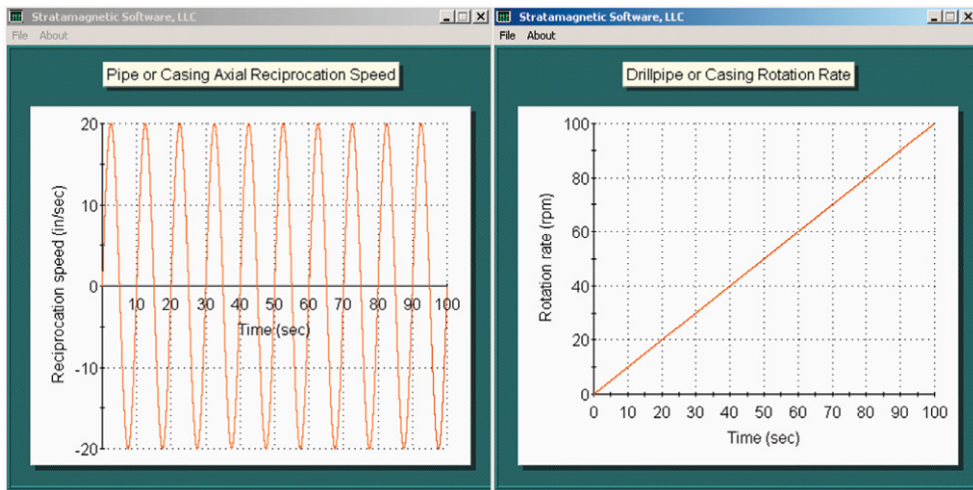 Stratamagnetic Software, LLC
File About
Pipe or Casing Axial Reciprocation Speed
Reciprocation speed (in/sec)
20
10
0
-10
-20
10 20 30 40 50 60 70 80 90 100
Time (sec)
Stratamagnetic Software, LLC
File About
Drillpipe or Casing Rotation Rate
Rotation rate (rpm)
100
80
60
40
20
0
0 10 20 30 40 50 60 70 80 90 100
Time (sec)